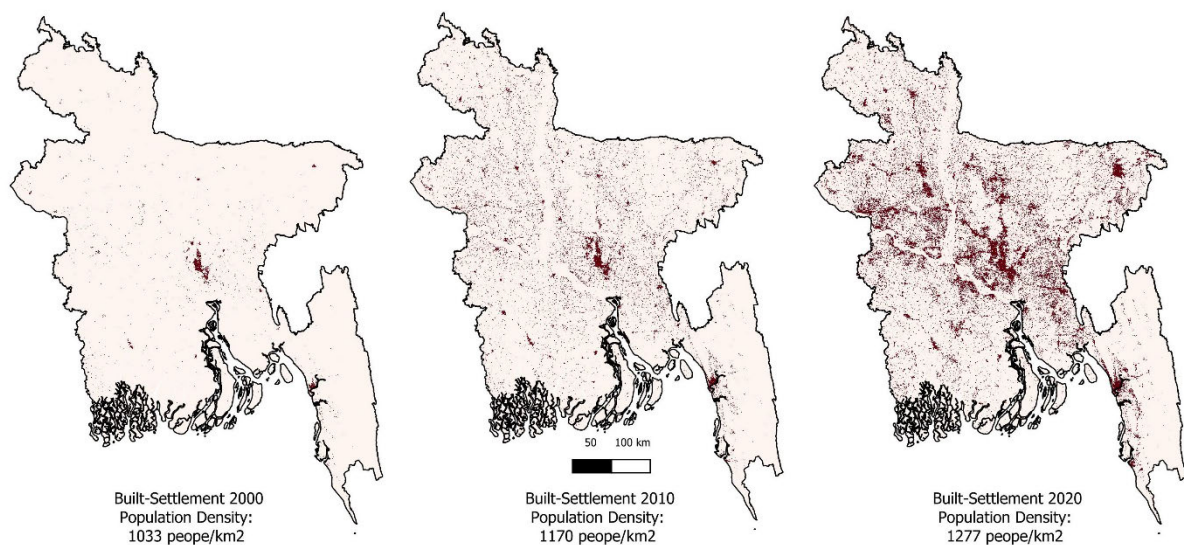 50 100 km
Built-Settlement 2000
Population Density:
1033 peope/km2
Built-Settlement 2010
Population Density:
1170 peope/km2
Built-Settlement 2020
Population Density:
1277 peope/km2